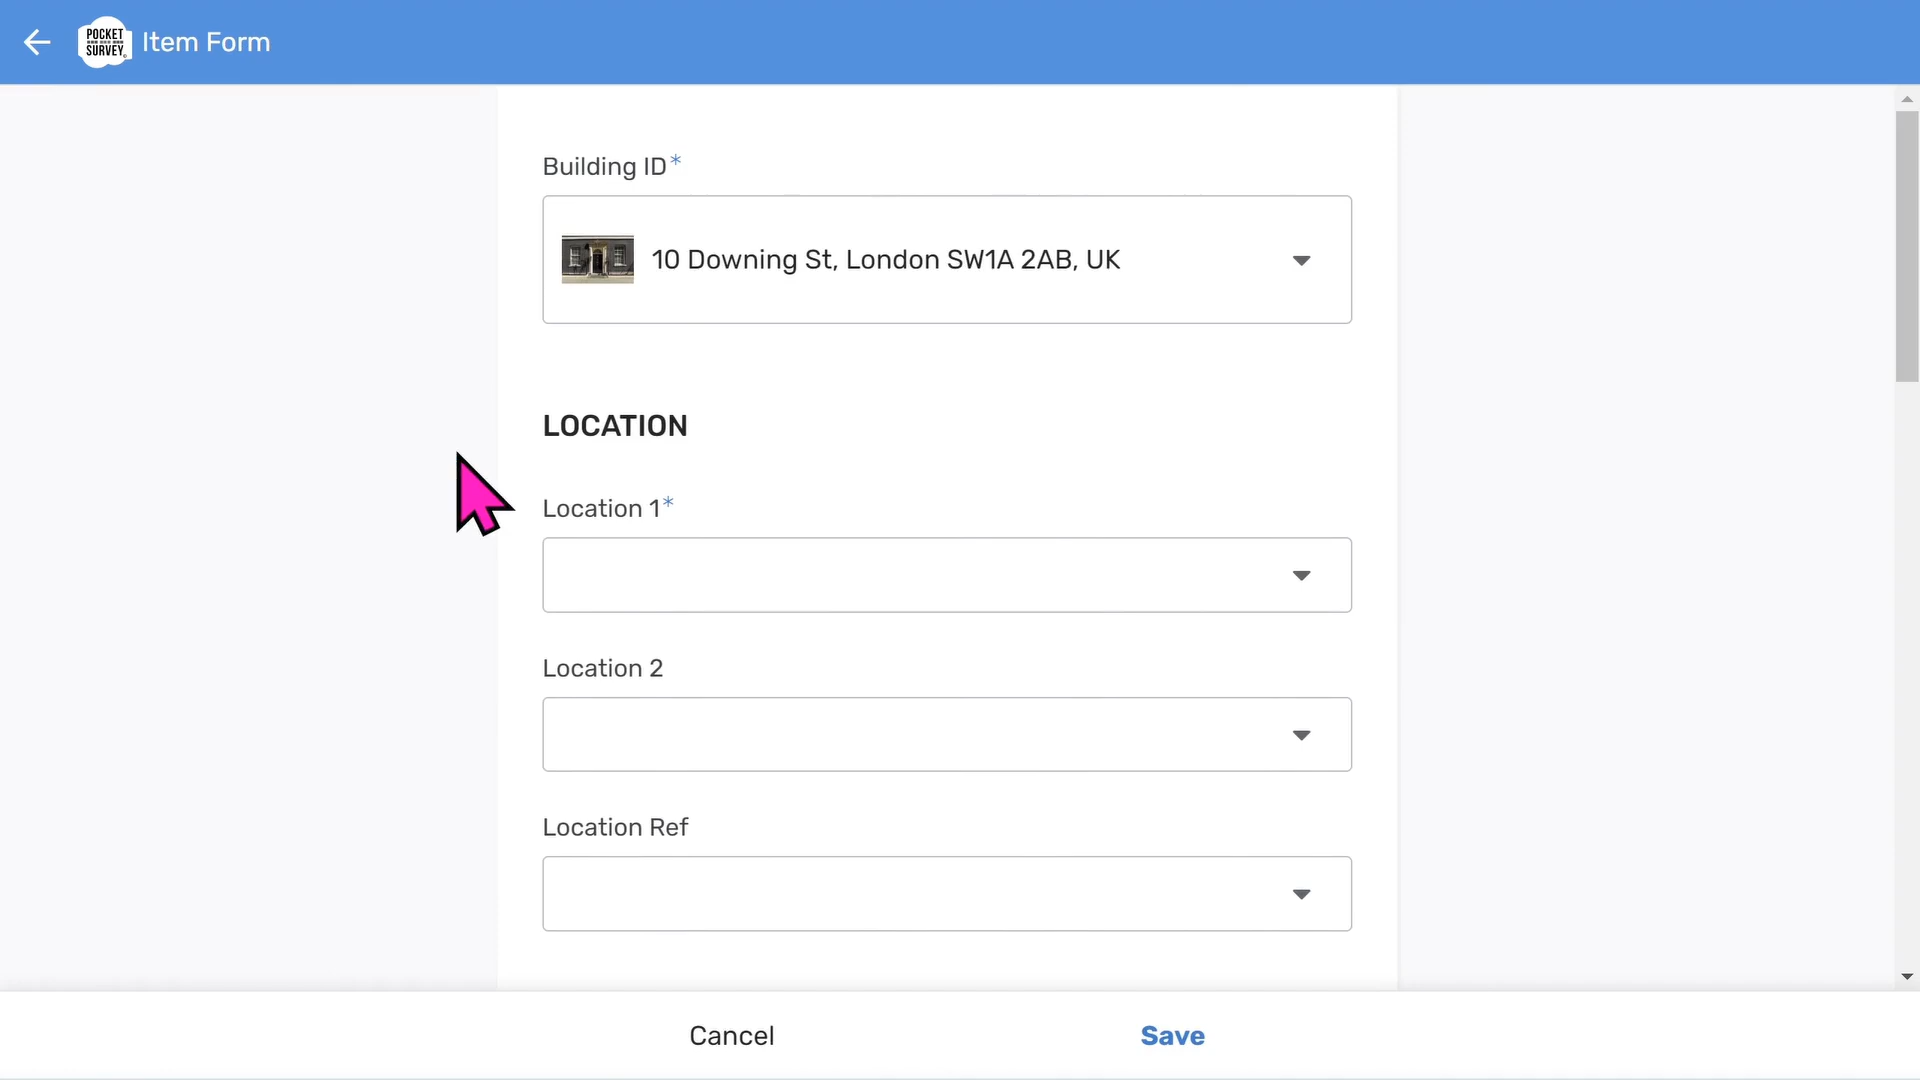 POCKET
SURVEY
Item Form
Building ID*
10 Downing St, London SW1A 2AB, UK
LOCATION
Location 1*
Location 2
Location Ref
Cancel
Save